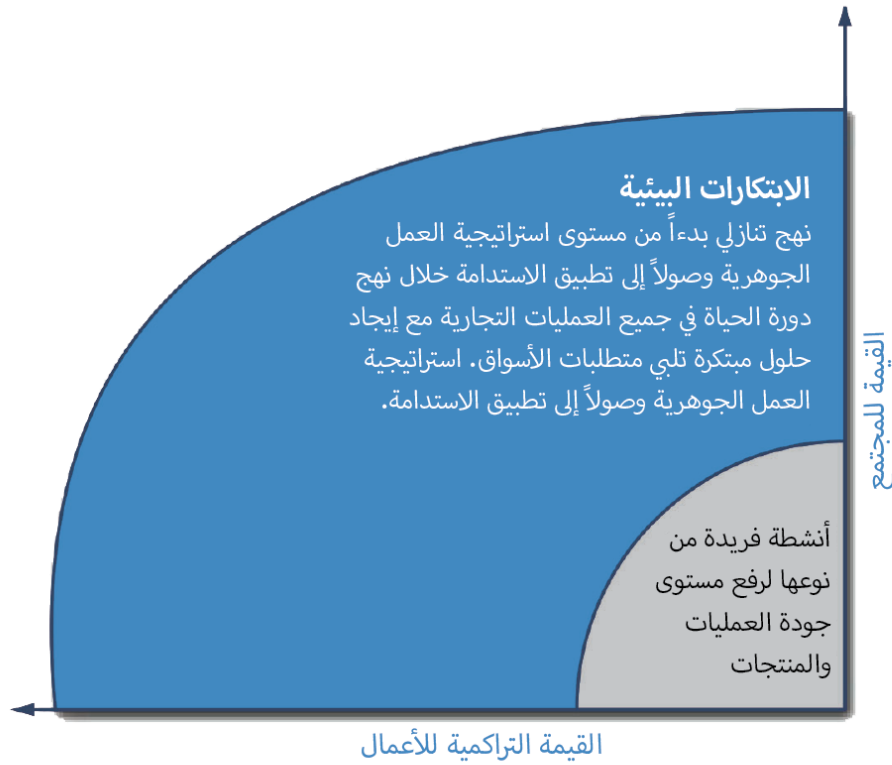 الابتكارات البيئية
نهج تنازلي بدءاً من مستوى استراتيجية العمل
الجوهرية وصولاً إلى تطبيق الاستدامة خلال نهج
دورة الحياة في جميع العمليات التجارية مع إيجاد
حلول مبتكرة تلبي متطلبات الأسواق. استراتيجية
العمل الجوهرية وصولاً إلى تطبيق الاستدامة.
القيمة للمجتمع
أنشطة فريدة من
نوعها لرفع مستوى
جودة العمليات
والمنتجات
القيمة التراكمية للأعمال